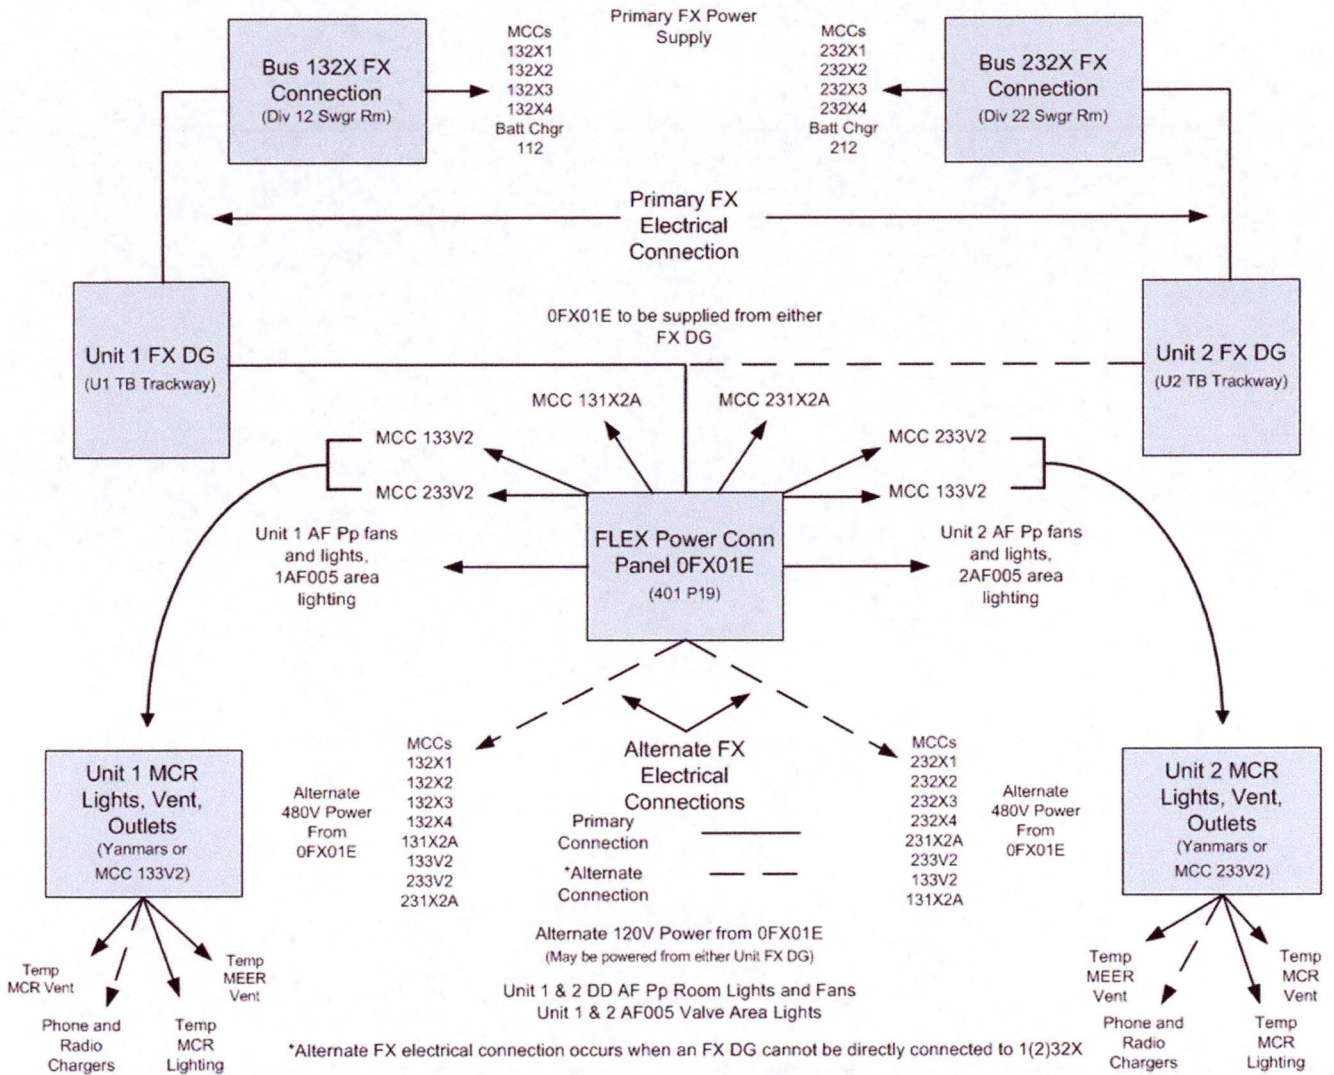 Primary FX Power
Supply
Bus 132X FX
Connection
(Div 12 Swgr Rm)
MCCs
132X1
132X2
132X3
132X4
Batt Chgr
112
MCCs
232X1
232X2
232X3
232X4
Batt Chgr
212
Bus 232X FX
Connection
(Div 22 Swgr Rm)
Primary FX
Electrical
Connection
Unit 1 FX DG
(U1 TB Trackway)
0FX01E to be supplied from either
FX DG
Unit 2 FX DG
(U2 TB Trackway)
MCC 131X2A
MCC 231X2A
MCC 133V2
MCC 233V2
MCC 233V2
MCC 133V2
Unit 1 AF Pp fans
and lights,
1AF005 area
lighting
FLEX Power Conn
Panel 0FX01E
(401 P19)
Unit 2 AF Pp fans
and lights,
2AF005 area
lighting
Unit 1 MCR
Lights, Vent,
Outlets
(Yanmars or
MCC 133V2)
Alternate
480V Power
From
0FX01E
MCCs
132X1
132X2
132X3
132X4
131X2A
133V2
233V2
231X2A
Alternate FX
Electrical
Connections
Primary
Connection
*Alternate
Connection
MCCs
232X1
232X2
232X3
232X4
231X2A
233V2
133V2
131X2A
Alternate
480V Power
From
0FX01E
Unit 2 MCR
Lights, Vent,
Outlets
(Yanmars or
MCC 233V2)
Alternate 120V Power from 0FX01E
(May be powered from either Unit FX DG)
Unit 1 & 2 DD AF Pp Room Lights and Fans
Unit 1 & 2 AF005 Valve Area Lights
Temp
MCR Vent
Phone and
Radio
Chargers
Temp
MCR
Lighting
Temp
MEER
Vent
Temp
MEER
Vent
Phone and
Radio
Chargers
Temp
MCR
Lighting
Temp
MCR
Vent
*Alternate FX electrical connection occurs when an FX DG cannot be directly connected to 1(2)32X